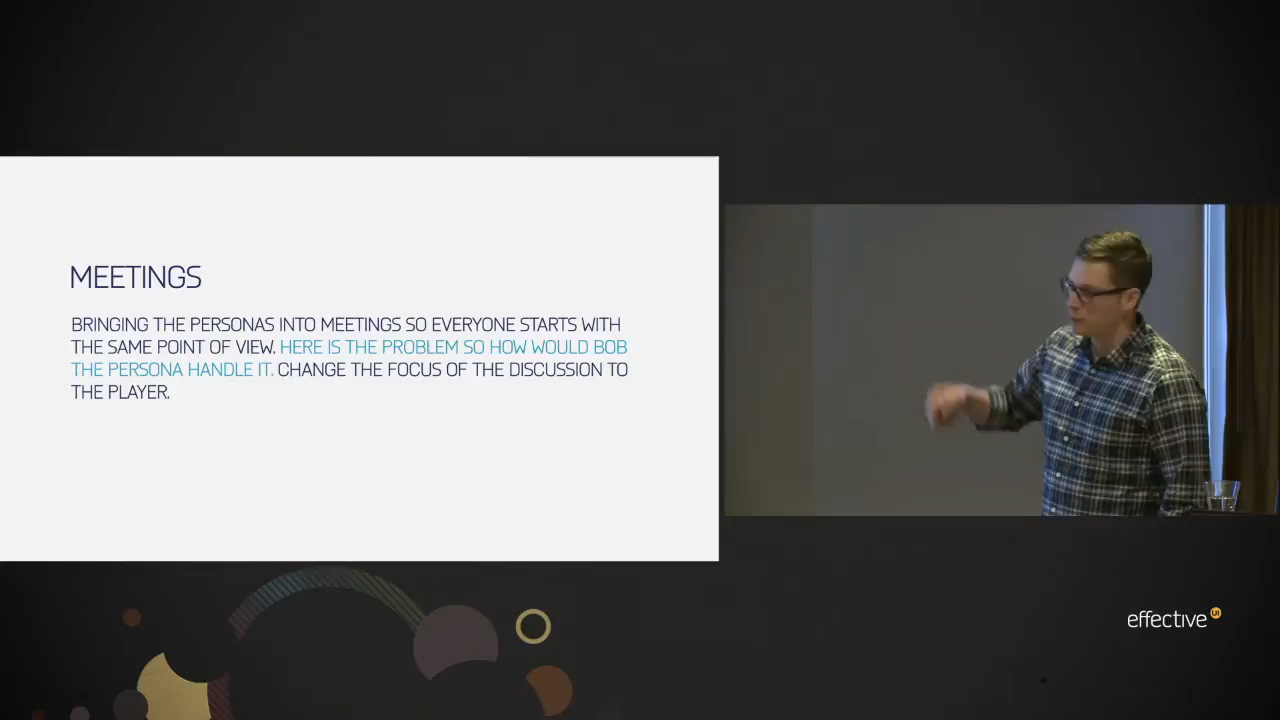 MEETINGS
BRINGING THE PERSONAS INTO MEETINGS SO EVERYONE STARTS WITH
THE SAME POINT OF VIEW. HERE IS THE PROBLEM SO HOW WOULD BOB
THE PERSONA HANDLE IT. CHANGE THE FOCUS OF THE DISCUSSION TO
THE PLAYER.
effective UI